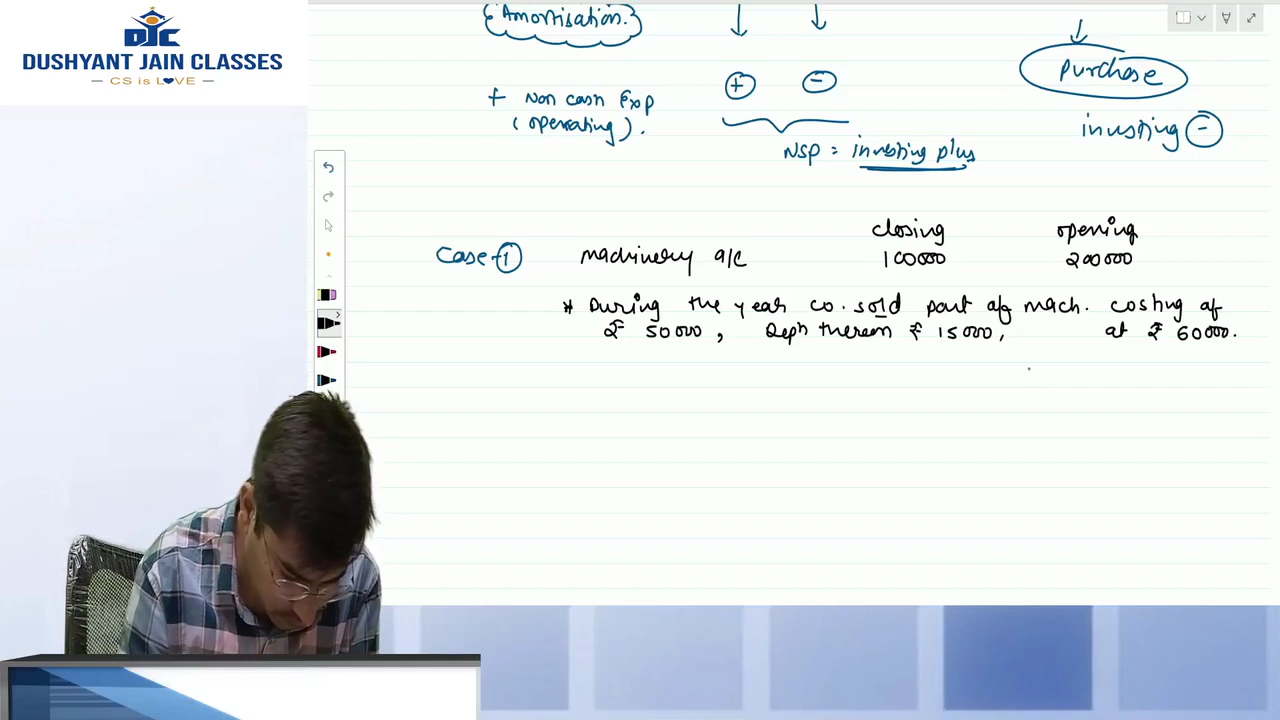 DJC
DUSHYANT JAIN CLASSES
CS is LOVE
Amortisation.
+ Non cash Exp
(operating).
+ -
NSP = investing plus
purchase
investing -
closing opening
Case-1 machinery a/c 100000 200000
* During the year co. sold part of mach. costing of
₹ 50000, Depn thereon ₹ 15000, at ₹ 60000.